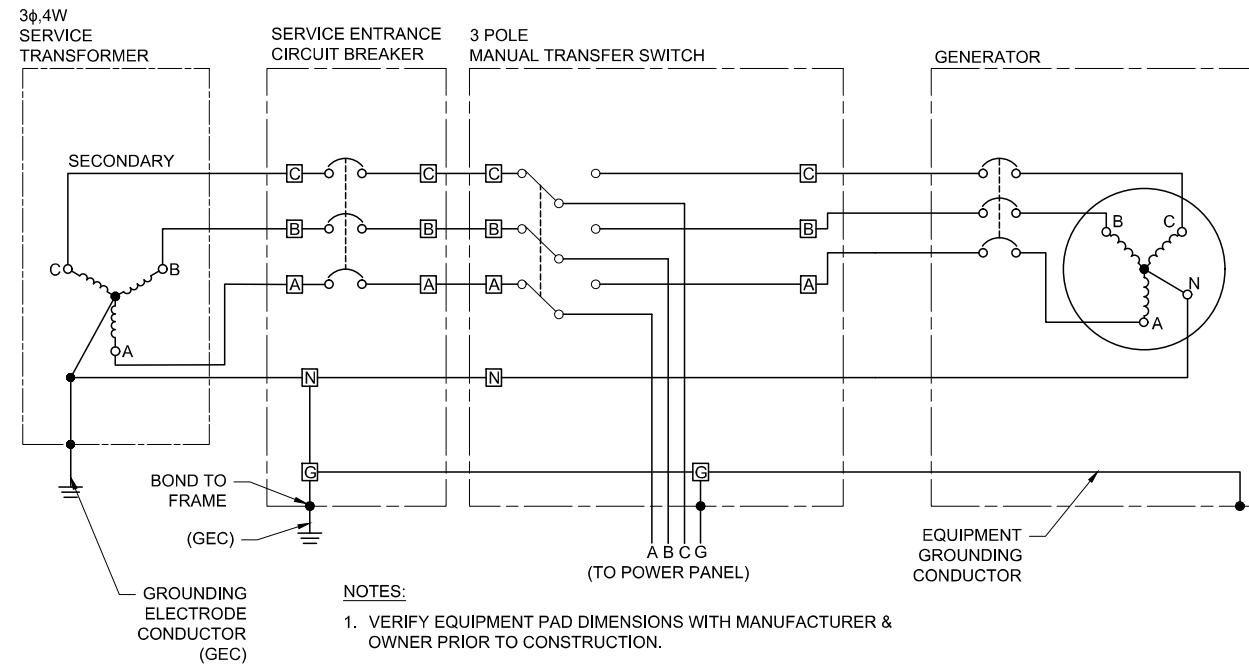 3ϕ,4W
SERVICE
TRANSFORMER
SERVICE ENTRANCE
CIRCUIT BREAKER
3 POLE
MANUAL TRANSFER SWITCH
GENERATOR
SECONDARY
C
C
C
C
B
B
B
B
A
A
A
A
C
B
A
B
C
N
A
N
N
G
G
BOND TO
FRAME
(GEC)
A B C G
(TO POWER PANEL)
EQUIPMENT
GROUNDING
CONDUCTOR
GROUNDING
ELECTRODE
CONDUCTOR
(GEC)
NOTES:
1. VERIFY EQUIPMENT PAD DIMENSIONS WITH MANUFACTURER &
OWNER PRIOR TO CONSTRUCTION.